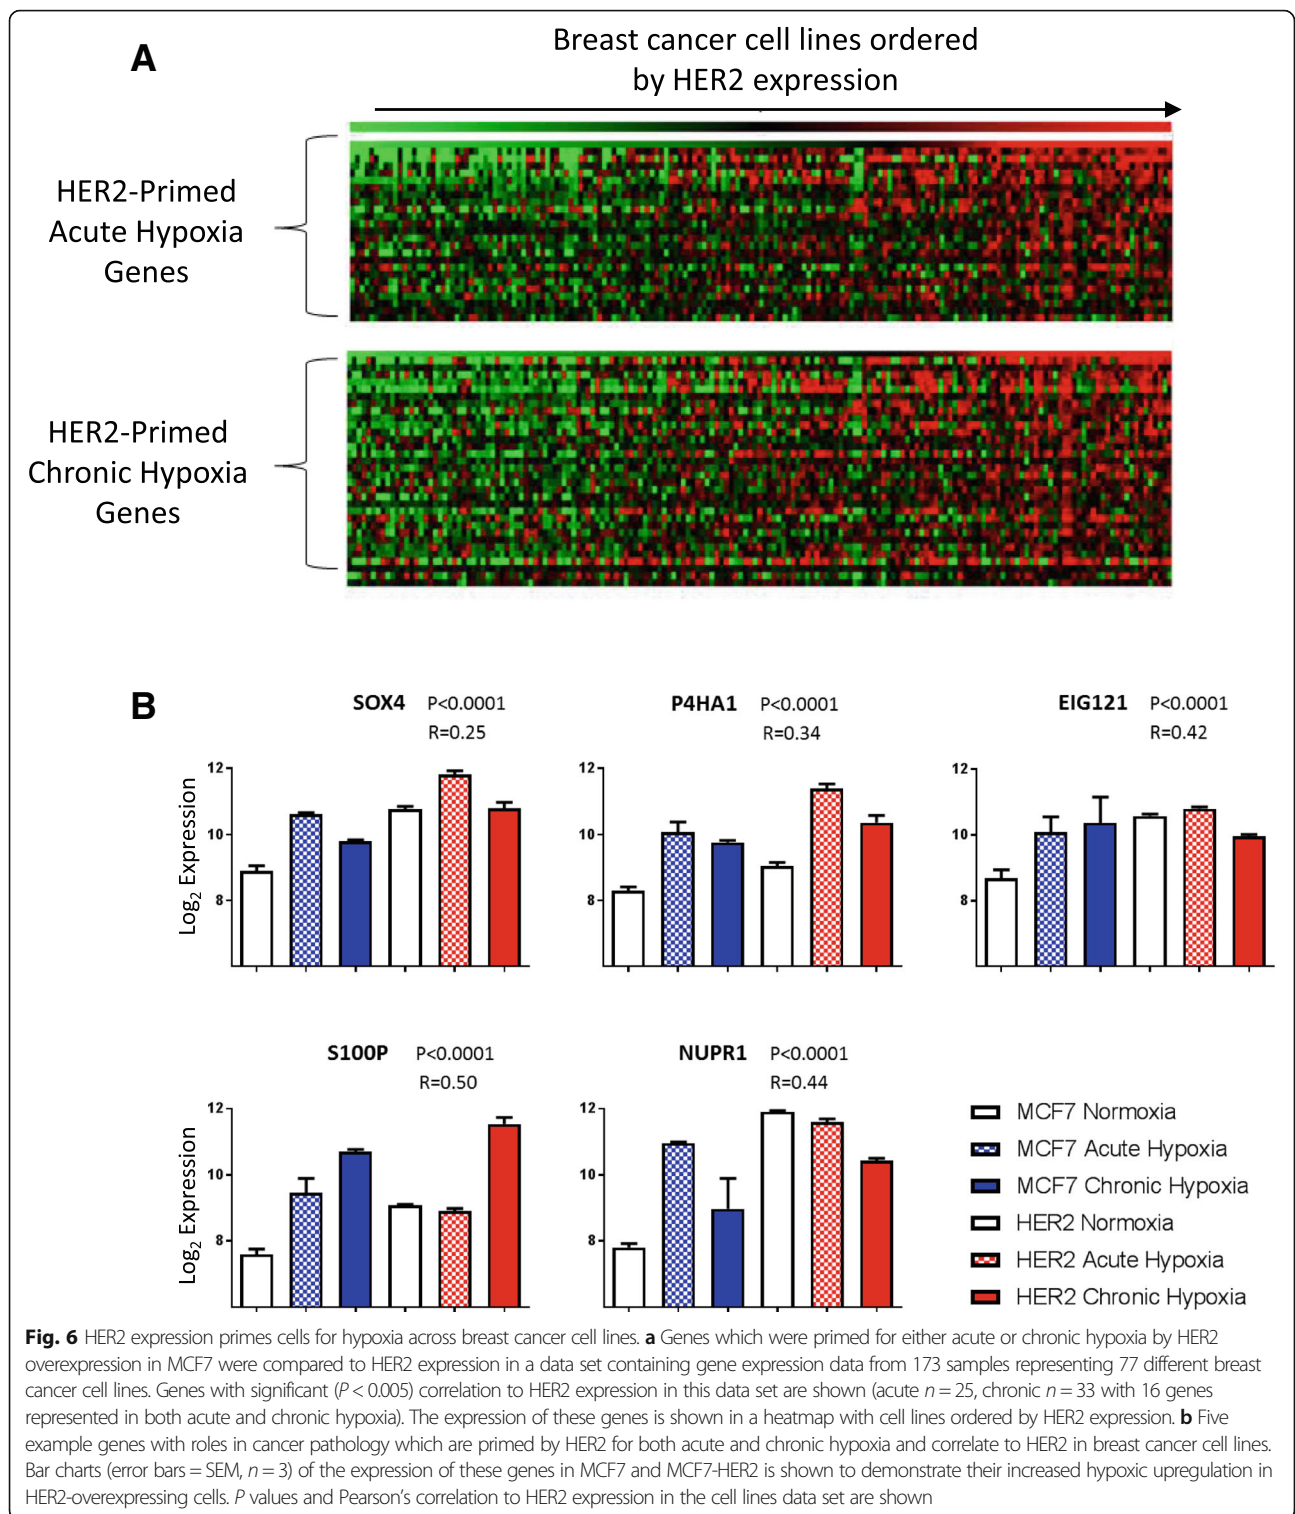 A
Breast cancer cell lines ordered
by HER2 expression
HER2-Primed
Acute Hypoxia
Genes
HER2-Primed
Chronic Hypoxia
Genes
B
SOX4 P<0.0001
R=0.25
P4HA1 P<0.0001
R=0.34
EIG121 P<0.0001
R=0.42
Log2 Expression
12
10
8
12
10
8
12
10
8
S100P P<0.0001
R=0.50
NUPR1 P<0.0001
R=0.44
Log2 Expression
12
10
8
12
10
8
MCF7 Normoxia
MCF7 Acute Hypoxia
MCF7 Chronic Hypoxia
HER2 Normoxia
HER2 Acute Hypoxia
HER2 Chronic Hypoxia
Fig. 6 HER2 expression primes cells for hypoxia across breast cancer cell lines. a Genes which were primed for either acute or chronic hypoxia by HER2
overexpression in MCF7 were compared to HER2 expression in a data set containing gene expression data from 173 samples representing 77 different breast
cancer cell lines. Genes with significant (P < 0.005) correlation to HER2 expression in this data set are shown (acute n = 25, chronic n = 33 with 16 genes
represented in both acute and chronic hypoxia). The expression of these genes is shown in a heatmap with cell lines ordered by HER2 expression. b Five
example genes with roles in cancer pathology which are primed by HER2 for both acute and chronic hypoxia and correlate to HER2 in breast cancer cell lines.
Bar charts (error bars = SEM, n = 3) of the expression of these genes in MCF7 and MCF7-HER2 is shown to demonstrate their increased hypoxic upregulation in
HER2-overexpressing cells. P values and Pearson's correlation to HER2 expression in the cell lines data set are shown